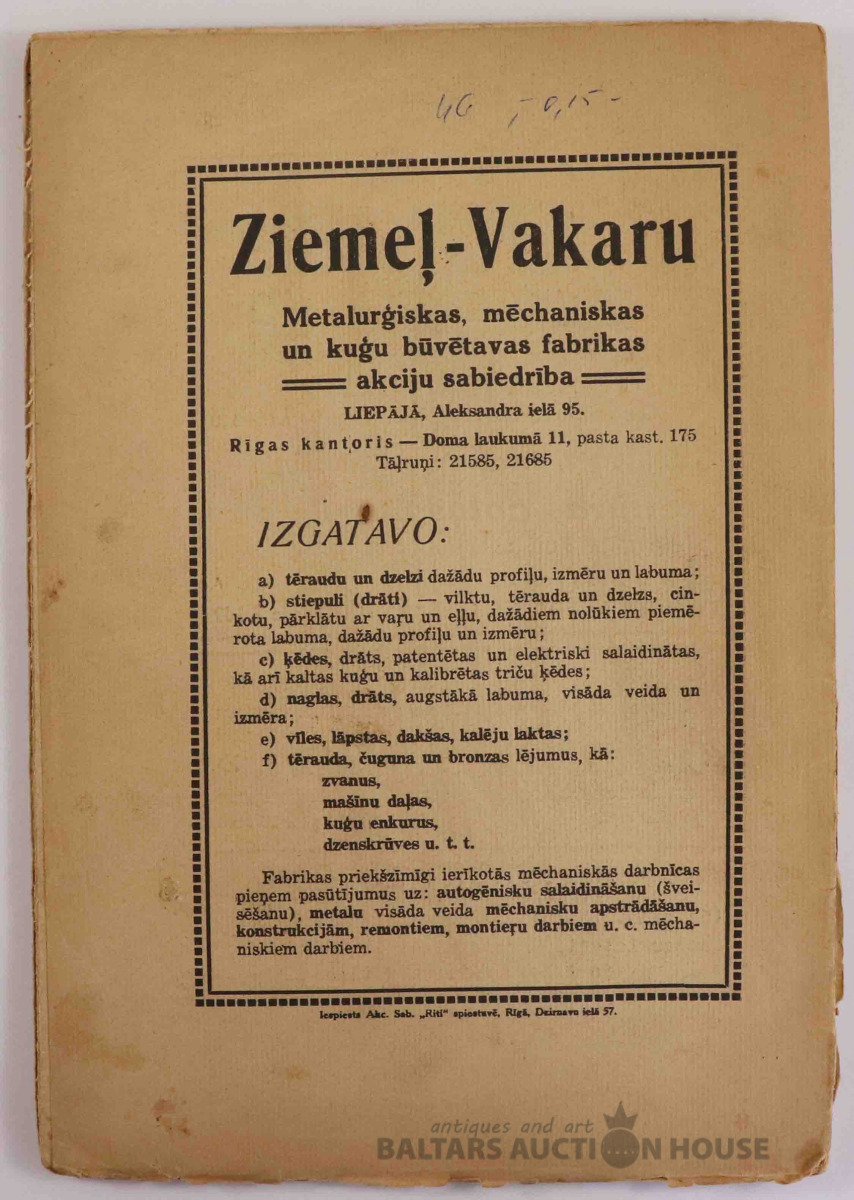 46 ,- 0,15-
Ziemeļ-Vakaru
Metalurģiskas, mēchaniskas
un kuģu būvētavas fabrikas
akciju sabiedrība
LIEPĀJĀ, Aleksandra ielā 95.
Rīgas kantoris — Doma laukumā 11, pasta kast. 175
Tāļruņi: 21585, 21685
IZGATAVO:
a) tēraudu un dzelzi dažādu profiļu, izmēru un labuma;
b) stiepuli (drāti) — vilktu, tērauda un dzelzs, cin-
kotu, pārklātu ar vaŗu un eļļu, dažādiem nolūkiem piemē-
rota labuma, dažādu profiļu un izmēru;
c) ķēdes, drāts, patentētas un elektriski salaidinātas,
kā arī kaltas kuģu un kalibrētas triču ķēdes;
d) naglas, drāts, augstākā labuma, visāda veida un
izmēra;
e) vīles, lāpstas, dakšas, kalēju laktas;
f) tērauda, čuguna un bronzas lējumus, kā:
zvanus,
mašīnu daļas,
kuģu enkurus,
dzenskrūves u. t. t.
Fabrikas priekšzīmīgi ierīkotās mēchaniskās darbnīcas
pieņem pasūtījumus uz: autogēnisku salaidināšanu (švei-
sēšanu), metalu visāda veida mēchanisku apstrādāšanu,
konstrukcijām, remontiem, montieŗu darbiem u. c. mēcha-
niskiem darbiem.
Iespiests Akc. Sab. „Rīti“ spiestuvē, Rīgā, Dzirnavu ielā 57.
antiques and art
BALTARS AUCTION HOUSE